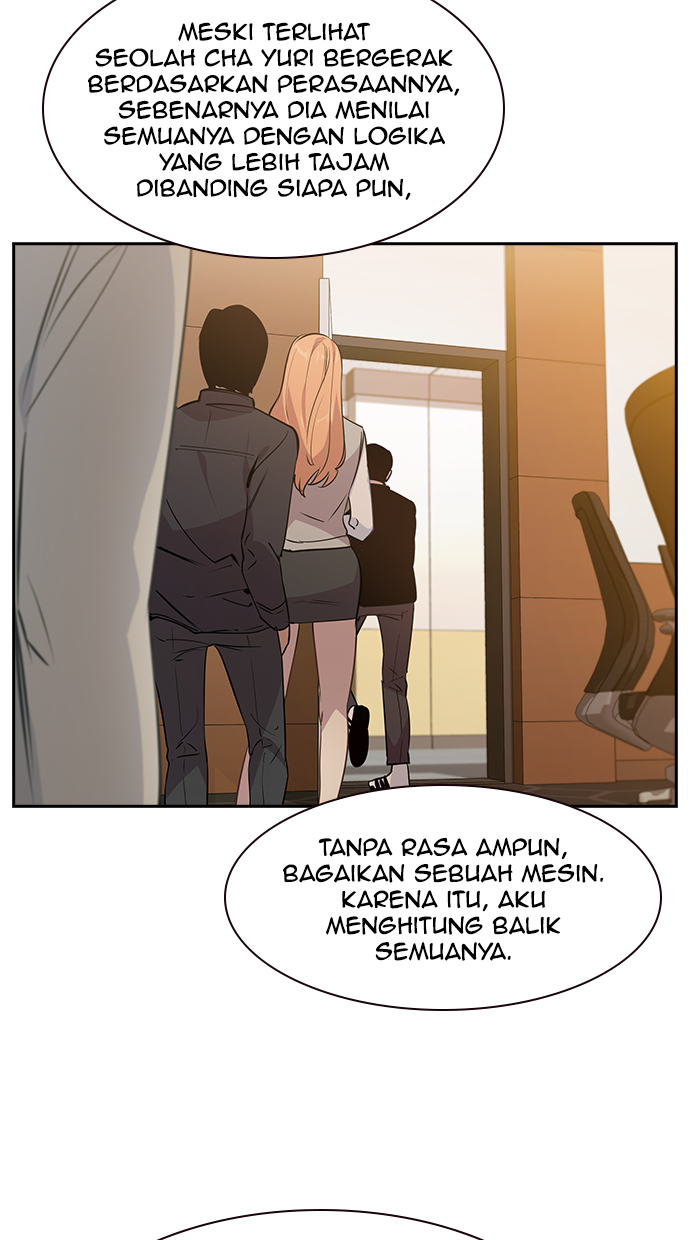 MESKI TERLIHAT
SEOLAH CHA YURI BERGERAK
BERDASARKAN PERASAANNYA,
SEBENARNYA DIA MENILAI
SEMUANYA DENGAN LOGIKA
YANG LEBIH TAJAM
DIBANDING SIAPA PUN,
TANPA RASA AMPUN,
BAGAIKAN SEBUAH MESIN.
KARENA ITU, AKU
MENGHITUNG BALIK
SEMUANYA.